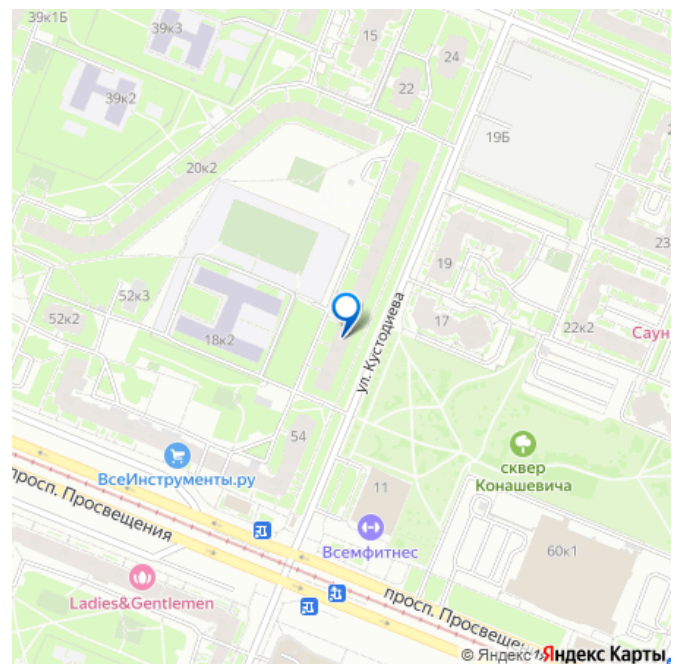 39к1Б
39к3
15
24
22
39к2
19Б
20к2
23
19
52к3
52к2
18к2
17
22к2
Саун
ул. Кустодиева
54
ВсеИнструменты.ру
сквер
Конашевича
11
просп. Просвещения
Всемфитнес
60к1
Ladies&Gentlemen
просп. Просвещения
© Яндекс
Яндекс Карты